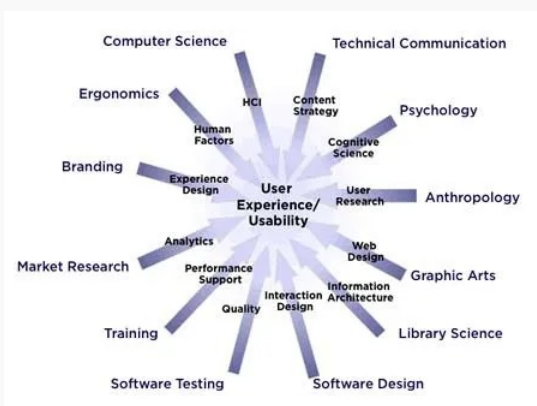 Computer Science
Technical Communication
Ergonomics
HCI
Content
Strategy
Psychology
Human
Factors
Cognitive
Science
Branding
Experience
Design
User
Experience/
Usability
User
Research
Anthropology
Analytics
Web
Design
Market Research
Performance
Support
Graphic Arts
Information
Architecture
Quality
Interaction
Design
Training
Library Science
Software Testing
Software Design